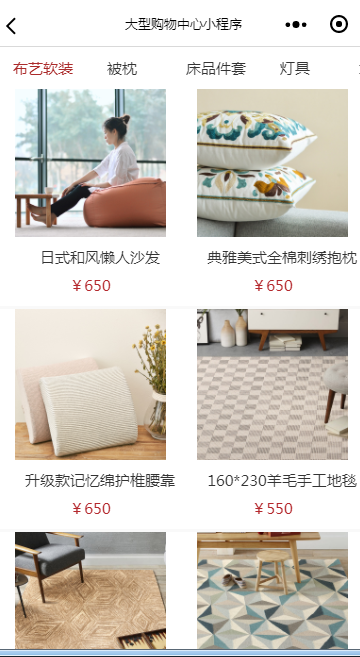 大型购物中心小程序
布艺软装 被枕 床品件套 灯具
日式和风懒人沙发 典雅美式全棉刺绣抱枕
￥650 ￥650
升级款记忆绵护椎腰靠 160*230羊毛手工地毯
￥650 ￥550